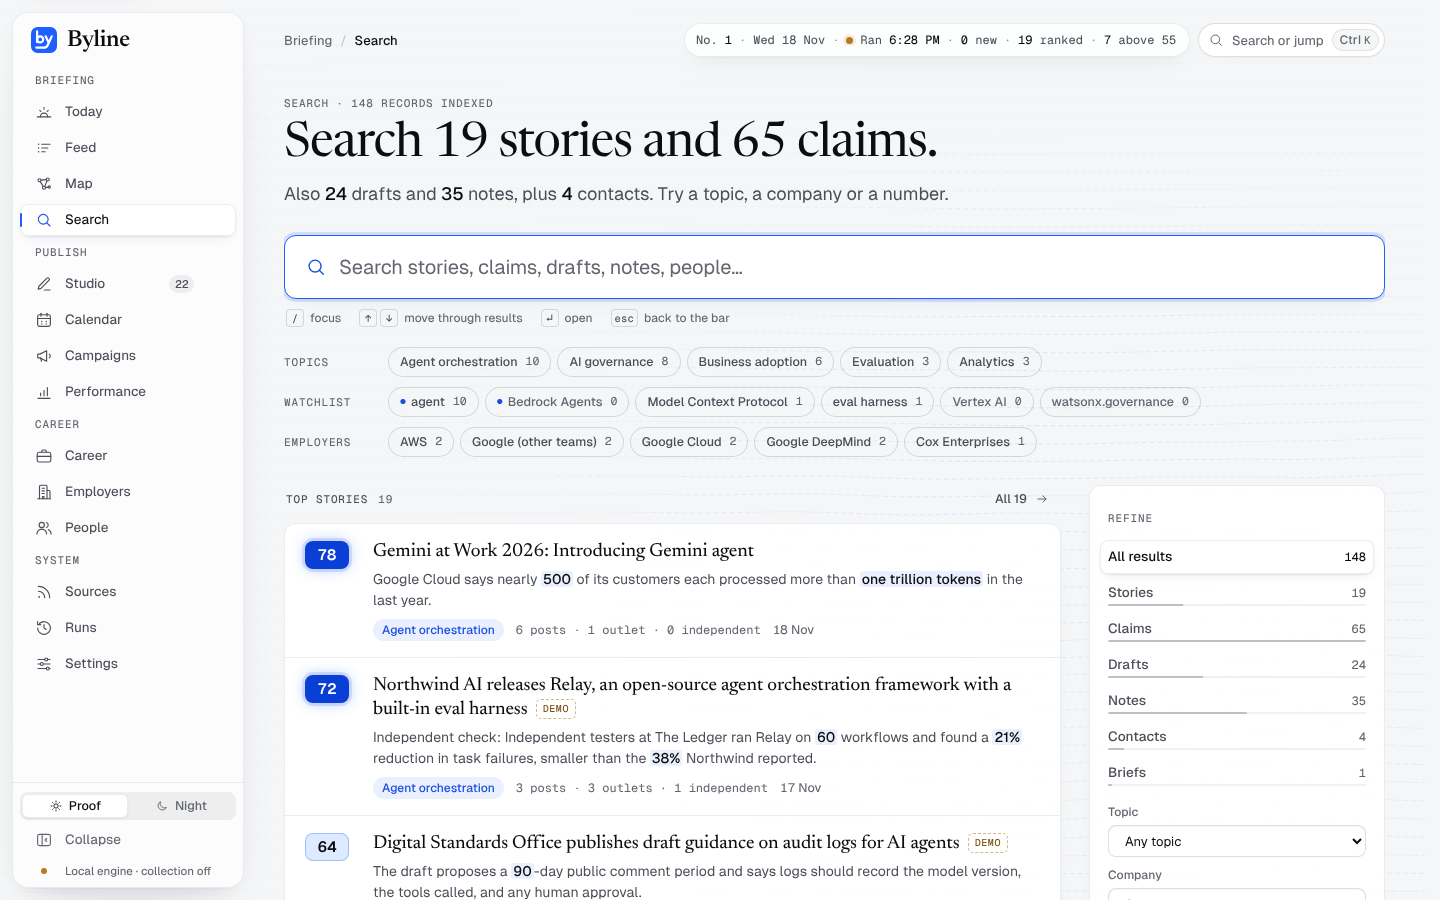 by Byline
BRIEFING
Today
Feed
Map
Search
PUBLISH
Studio 22
Calendar
Campaigns
Performance
CAREER
Career
Employers
People
SYSTEM
Sources
Runs
Settings
Proof Night
Collapse
Local engine · collection off
Briefing / Search
No. 1 · Wed 18 Nov · Ran 6:28 PM · 0 new · 19 ranked · 7 above 55
Search or jump Ctrl K
SEARCH · 148 RECORDS INDEXED
Search 19 stories and 65 claims.
Also 24 drafts and 35 notes, plus 4 contacts. Try a topic, a company or a number.
Search stories, claims, drafts, notes, people…
/ focus ↑ ↓ move through results ↵ open esc back to the bar
TOPICS Agent orchestration 10 AI governance 8 Business adoption 6 Evaluation 3 Analytics 3
WATCHLIST agent 10 Bedrock Agents 0 Model Context Protocol 1 eval harness 1 Vertex AI 0 watsonx.governance 0
EMPLOYERS AWS 2 Google (other teams) 2 Google Cloud 2 Google DeepMind 2 Cox Enterprises 1
TOP STORIES 19 All 19 →
78 Gemini at Work 2026: Introducing Gemini agent
Google Cloud says nearly 500 of its customers each processed more than one trillion tokens in the
last year.
Agent orchestration 6 posts · 1 outlet · 0 independent 18 Nov
72 Northwind AI releases Relay, an open-source agent orchestration framework with a
built-in eval harness DEMO
Independent check: Independent testers at The Ledger ran Relay on 60 workflows and found a 21%
reduction in task failures, smaller than the 38% Northwind reported.
Agent orchestration 3 posts · 3 outlets · 1 independent 17 Nov
64 Digital Standards Office publishes draft guidance on audit logs for AI agents DEMO
The draft proposes a 90-day public comment period and says logs should record the model version,
the tools called, and any human approval.
REFINE
All results 148
Stories 19
Claims 65
Drafts 24
Notes 35
Contacts 4
Briefs 1
Topic
Any topic
Company